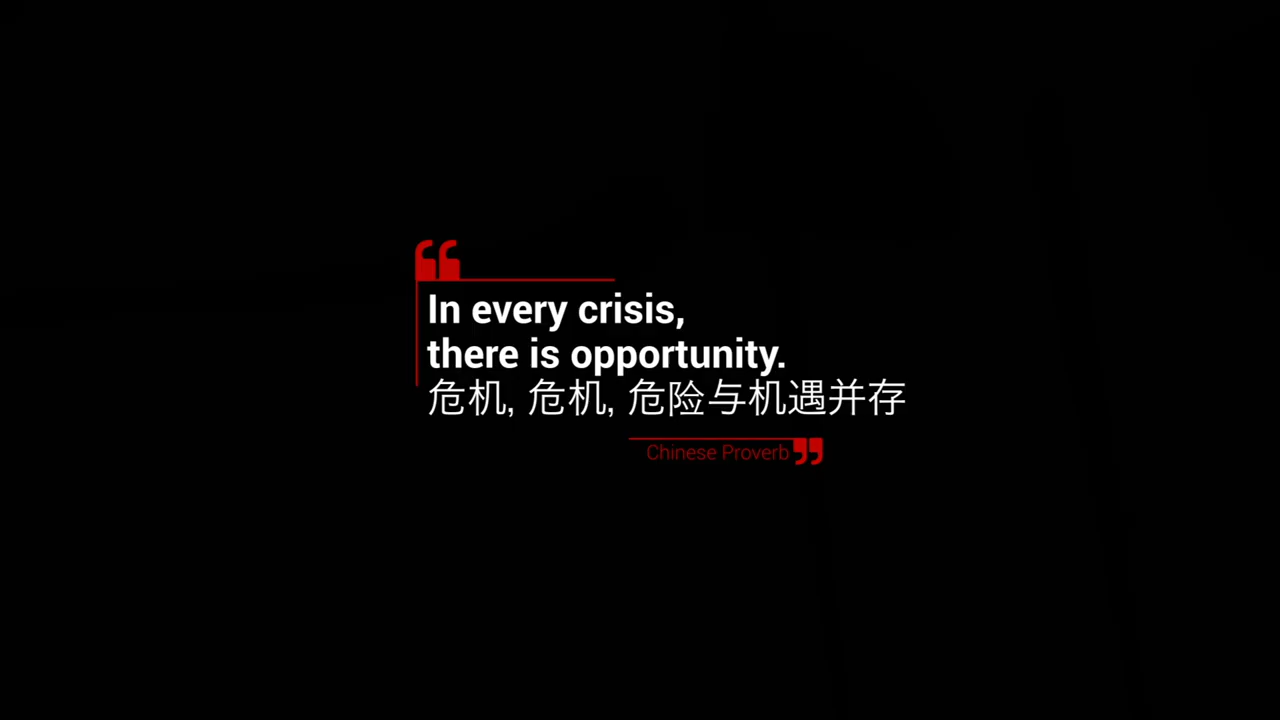 In every crisis,
there is opportunity.
危机, 危机, 危险与机遇并存
Chinese Proverb